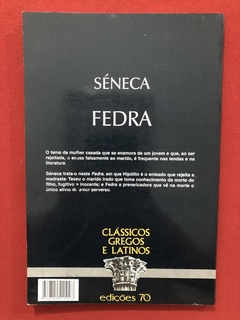 SÉNECA
FEDRA
O tema da mulher casada que se enamora de um jovem e que, ao ser
rejeitada, o acusa falsamente ao marido, é frequente nas lendas e na
literatura.
Séneca trata-o nesta Fedra, em que Hipólito é o enteado que rejeita a
madrasta: Teseu o marido irado que toma conhecimento da morte do
filho, fugitivo e inocente; e Fedra a prevaricadora que vê na morte o
único alívio do amor perverso.
CLÁSSICOS
GREGOS
E LATINOS
edições 70